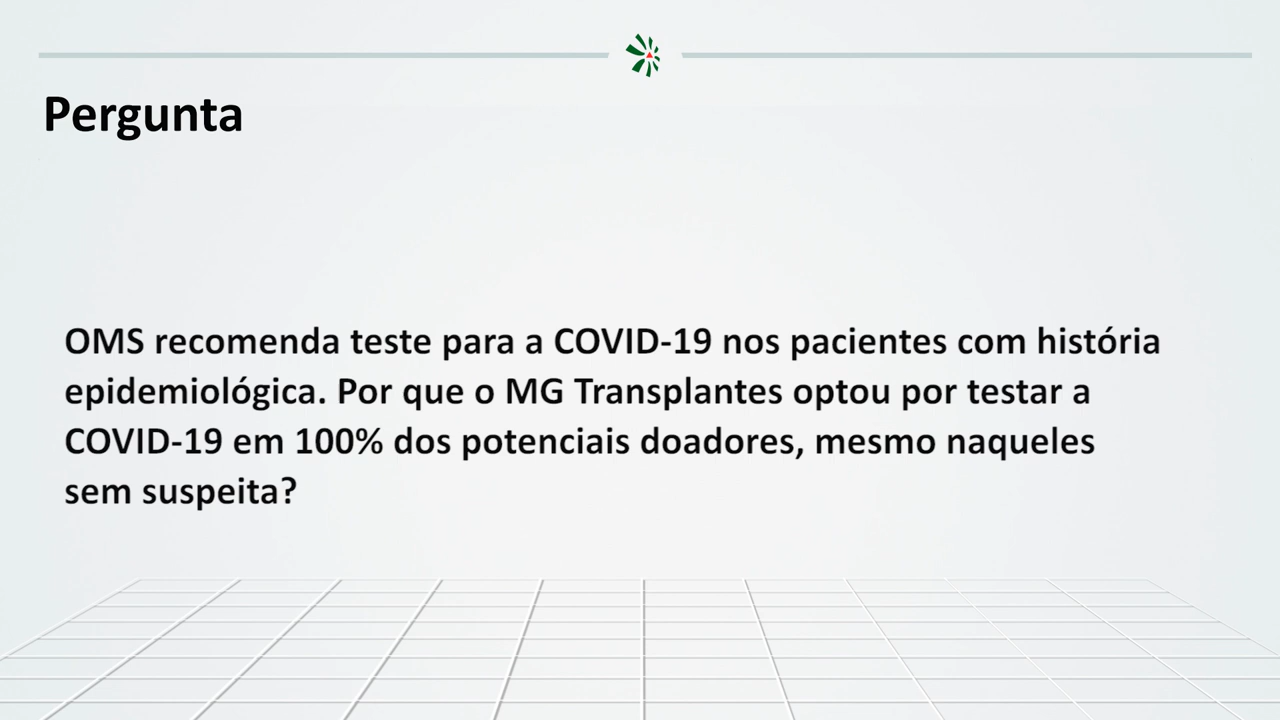 Pergunta
OMS recomenda teste para a COVID-19 nos pacientes com história
epidemiológica. Por que o MG Transplantes optou por testar a
COVID-19 em 100% dos potenciais doadores, mesmo naqueles
sem suspeita?